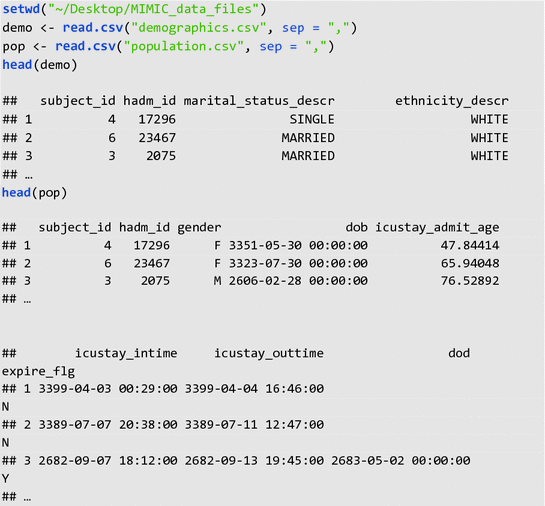 setwd("~/Desktop/MIMIC_data_files")
demo <- read.csv("demographics.csv", sep = ",")
pop <- read.csv("population.csv", sep = ",")
head(demo)
##   subject_id hadm_id marital_status_descr       ethnicity_descr
## 1          4   17296               SINGLE                 WHITE
## 2          6   23467              MARRIED                 WHITE
## 3          3    2075              MARRIED                 WHITE
## …
head(pop)
##   subject_id hadm_id gender                 dob icustay_admit_age
## 1          4   17296      F 3351-05-30 00:00:00          47.84414
## 2          6   23467      F 3323-07-30 00:00:00          65.94048
## 3          3    2075      M 2606-02-28 00:00:00          76.52892
## …
##       icustay_intime    icustay_outtime                dod
expire_flg
## 1 3399-04-03 00:29:00 3399-04-04 16:46:00
N
## 2 3389-07-07 20:38:00 3389-07-11 12:47:00
N
## 3 2682-09-07 18:12:00 2682-09-13 19:45:00 2683-05-02 00:00:00
Y
## …